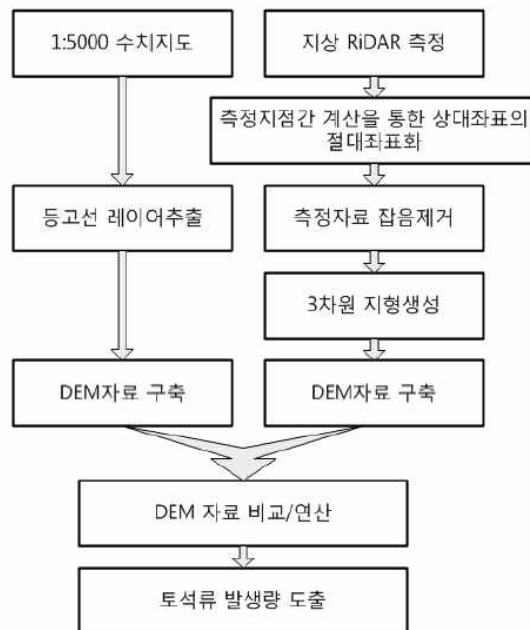 1:5000 수치지도
지상 RiDAR 측정
측정지점간 계산을 통한 상대좌표의
절대좌표화
등고선 레이어추출
측정자료 잡음제거
3차원 지형생성
DEM자료 구축
DEM자료 구축
DEM 자료 비교/연산
토석류 발생량 도출